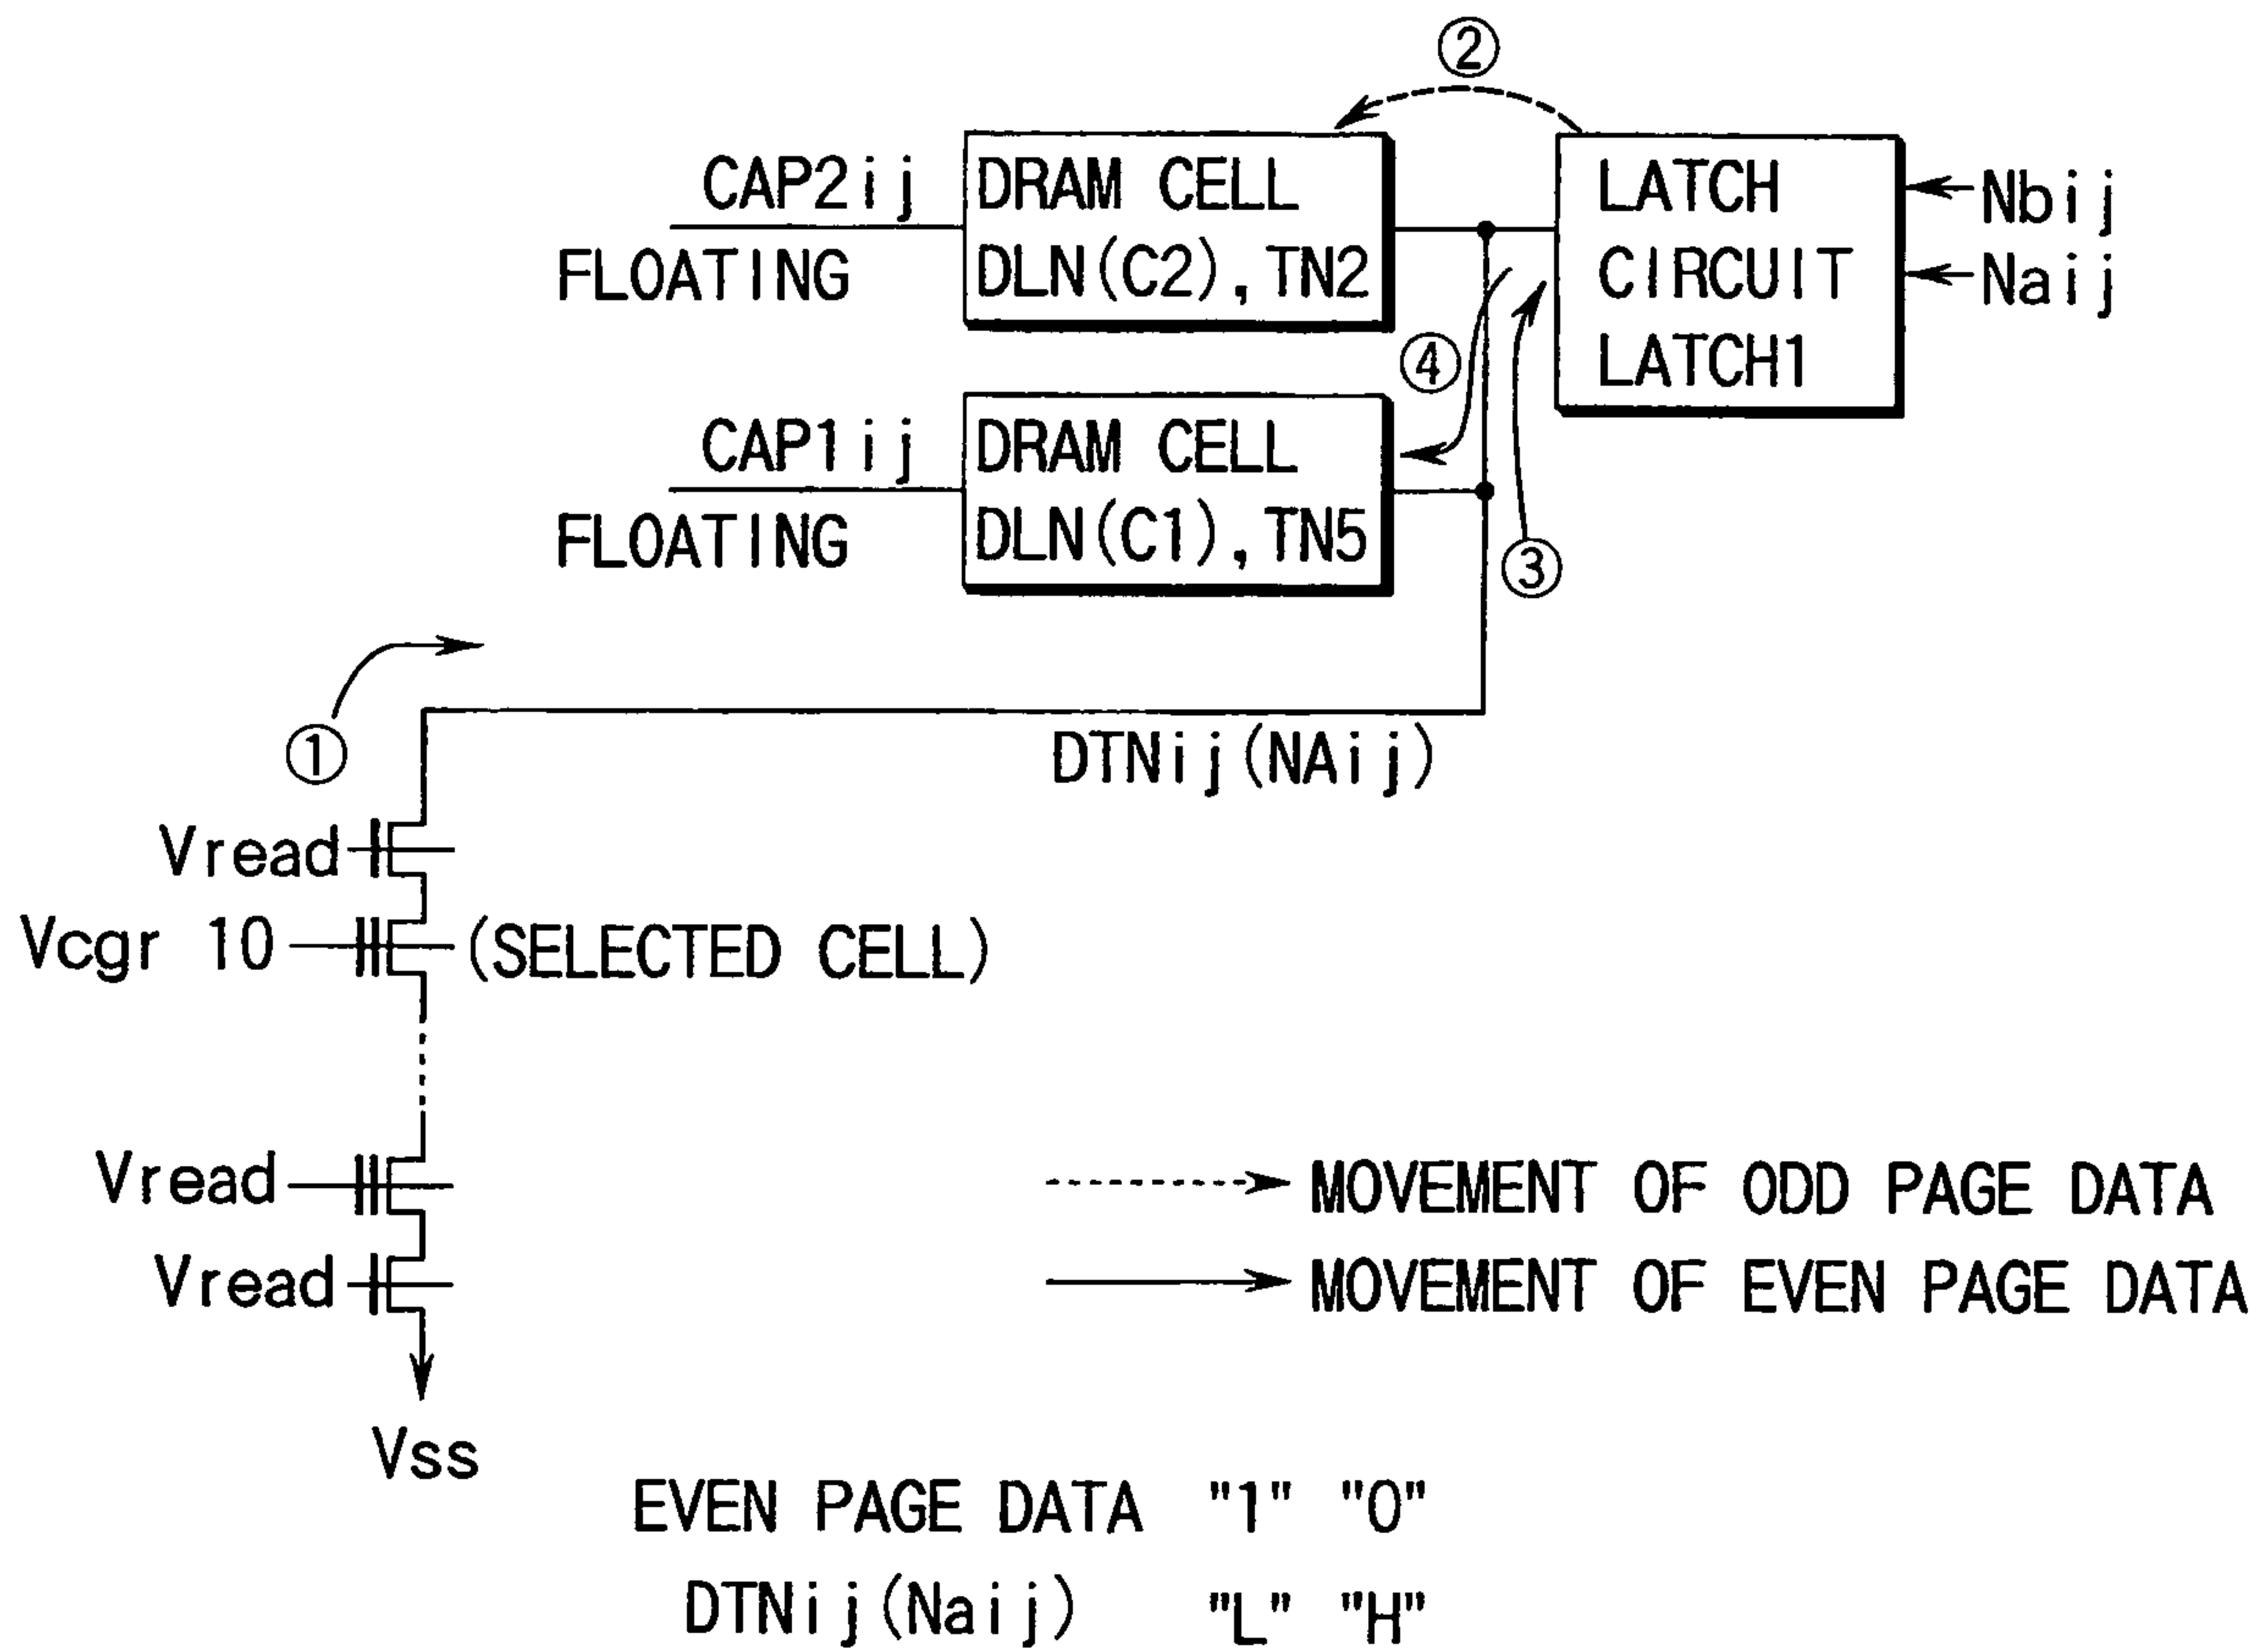 ②
CAP2ij
FLOATING
DRAM CELL
DLN(C2),TN2
LATCH
CIRCUIT
LATCH1
Nbij
Naij
④
CAP1ij
FLOATING
DRAM CELL
DLN(C1),TN5
③
①
DTNij(NAij)
Vread
Vcgr 10 (SELECTED CELL)
Vread
MOVEMENT OF ODD PAGE DATA
Vread
MOVEMENT OF EVEN PAGE DATA
Vss
EVEN PAGE DATA "1" "0"
DTNij(Naij) "L" "H"